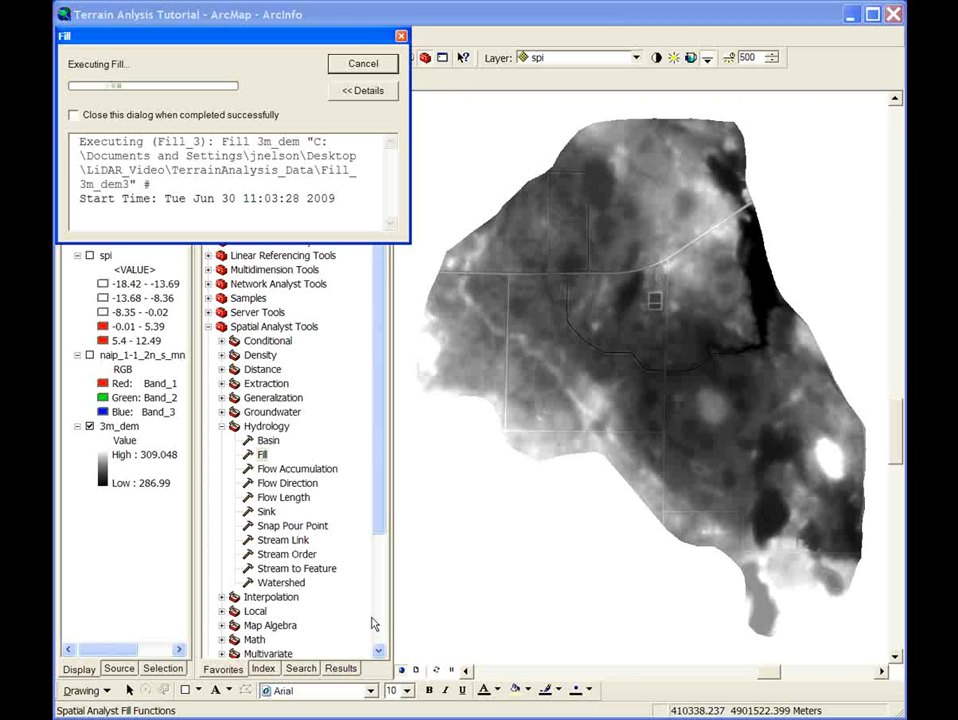 Terrain Anlysis Tutorial - ArcMap - ArcInfo
Fill
Executing Fill...
Cancel
<< Details
Close this dialog when completed successfully
Executing (Fill_3): Fill 3m_dem "C:
\Documents and Settings\jnelson\Desktop
\LiDAR_Video\TerrainAnalysis_Data\Fill_
3m_dem3" #
Start Time: Tue Jun 30 11:03:28 2009
Layer: spi
500
spi
<VALUE>
-18.42 - -13.69
-13.68 - -8.36
-8.35 - -0.02
-0.01 - 5.39
5.4 - 12.49
naip_1-1_2n_s_mn
RGB
Red: Band_1
Green: Band_2
Blue: Band_3
3m_dem
Value
High : 309.048
Low : 286.99
Linear Referencing Tools
Multidimension Tools
Network Analyst Tools
Samples
Server Tools
Spatial Analyst Tools
Conditional
Density
Distance
Extraction
Generalization
Groundwater
Hydrology
Basin
Fill
Flow Accumulation
Flow Direction
Flow Length
Sink
Snap Pour Point
Stream Link
Stream Order
Stream to Feature
Watershed
Interpolation
Local
Map Algebra
Math
Multivariate
Display Source Selection
Favorites Index Search Results
Drawing A Arial 10 B I U A
Spatial Analyst Fill Functions
410338.237 4901522.399 Meters